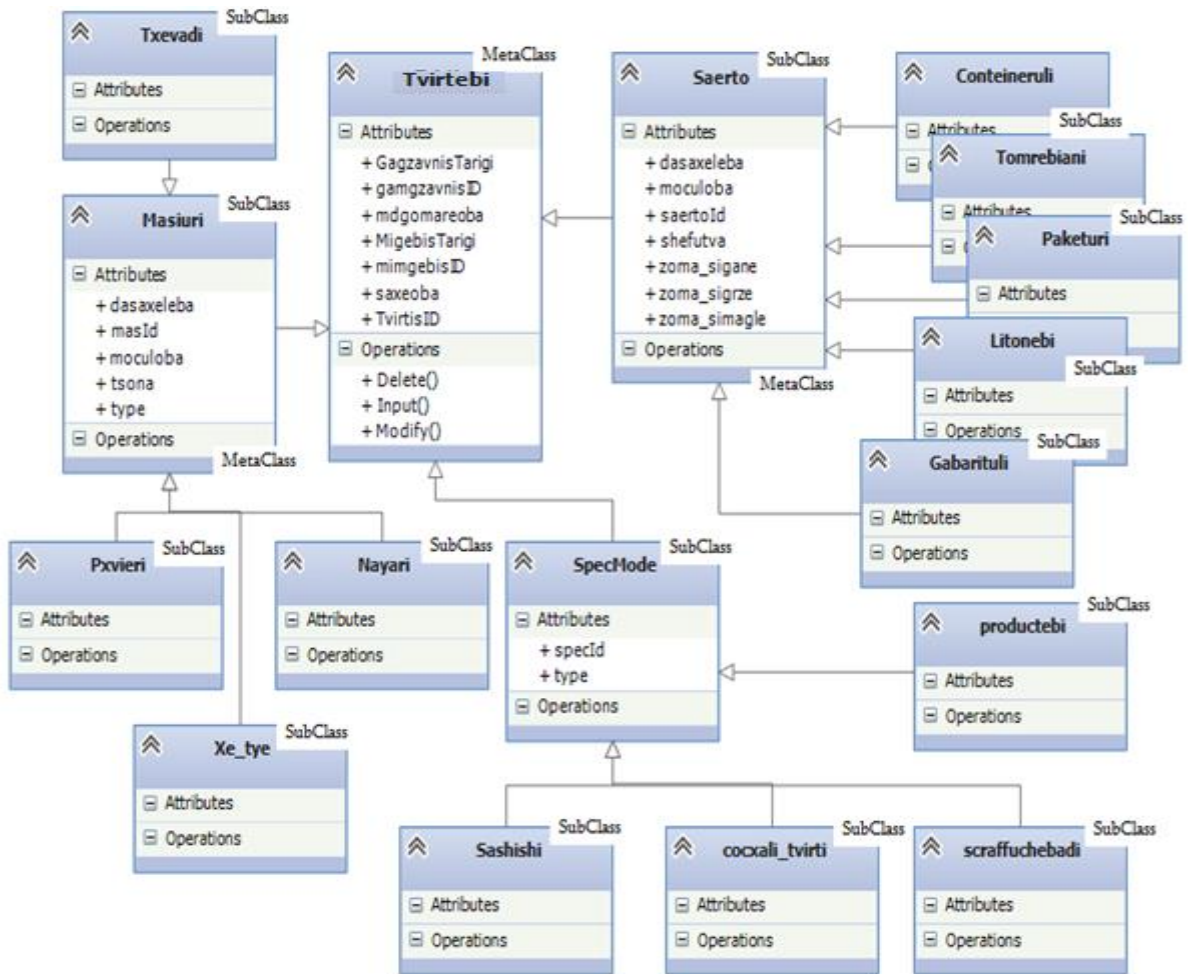 SubClass
Txevadi
Attributes
Operations
MetaClass
Tvirtebi
Attributes
+ GagzavnisTarigi
+ gamgzavnisID
+ mdgomareoba
+ MigebisTarigi
+ mimgebisID
+ saxeoba
+ TvirtisID
Operations
+ Delete()
+ Input()
+ Modify()
SubClass
Saerto
Attributes
+ dasaxeleba
+ moculoba
+ saertoId
+ shefutva
+ zoma_sigane
+ zoma_sigrze
+ zoma_simagle
Operations
MetaClass
Conteineruli
Attributes
SubClass
Tomrebiani
Attributes
SubClass
Paketuri
Attributes
Litonebi
SubClass
Attributes
Operations
SubClass
Gabarituli
Attributes
Operations
SubClass
Masiuri
Attributes
+ dasaxeleba
+ masId
+ moculoba
+ tsona
+ type
Operations
MetaClass
SubClass
Pxvieri
Attributes
Operations
SubClass
Nayari
Attributes
Operations
SubClass
SpecMode
Attributes
+ specId
+ type
Operations
SubClass
productebi
Attributes
Operations
SubClass
Xe_tye
Attributes
Operations
SubClass
Sashishi
Attributes
Operations
SubClass
cocxali_tvirti
Attributes
Operations
SubClass
scraffuchebadi
Attributes
Operations